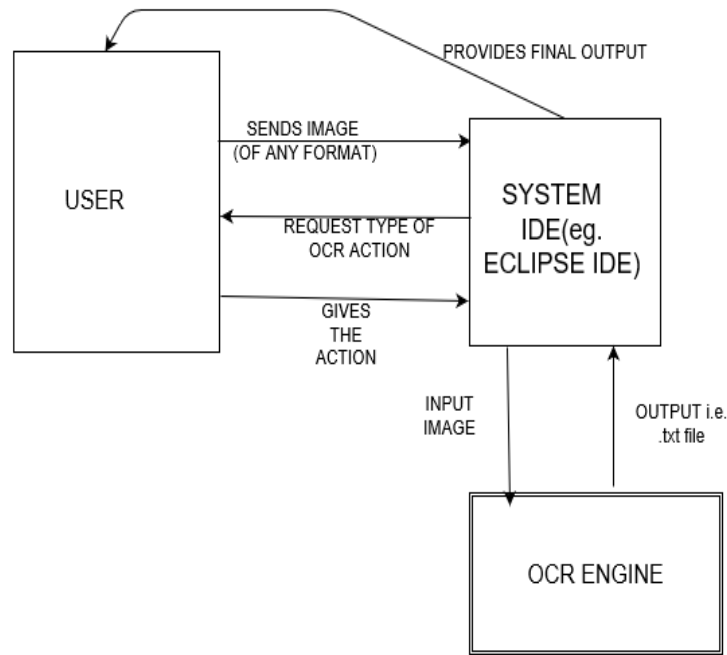 PROVIDES FINAL OUTPUT
SENDS IMAGE
(OF ANY FORMAT)
USER
SYSTEM
IDE(eg.
ECLIPSE IDE)
REQUEST TYPE OF
OCR ACTION
GIVES
THE
ACTION
INPUT
IMAGE
OUTPUT i.e.
.txt file
OCR ENGINE